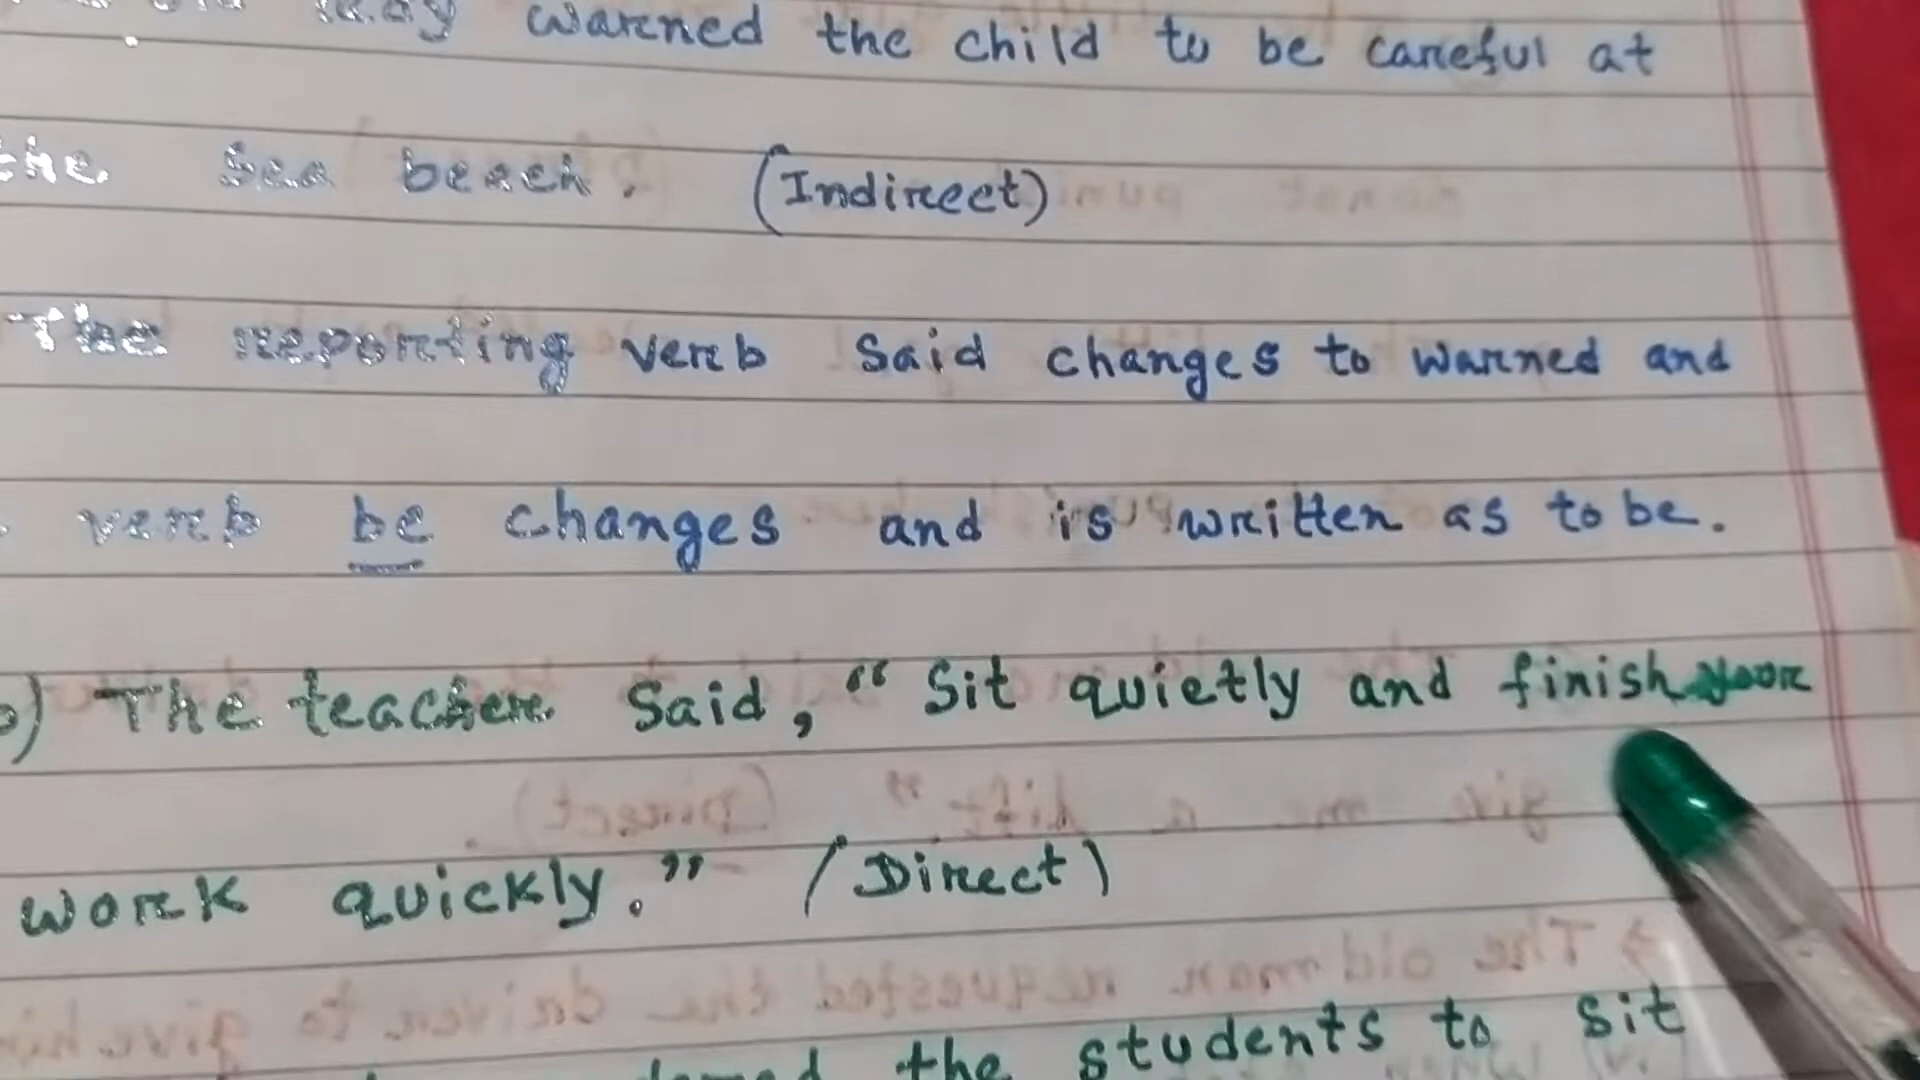 lady warned the child to be careful at
the Sea beach. (Indirect)
The reporting verb Said changes to warned and
verb be changes and is written as to be.
b) The teacher Said, “Sit quietly and finish your
work quickly.” (Direct)
the students to sit